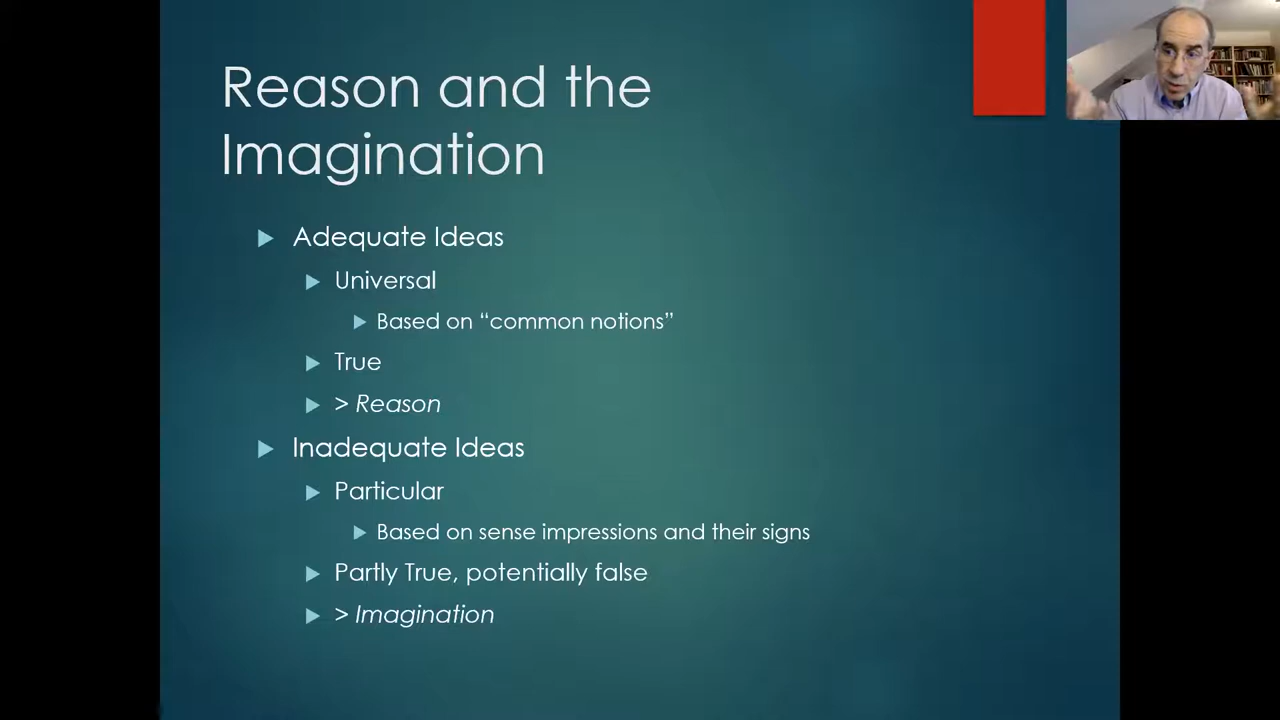 Reason and the
Imagination
Adequate Ideas
Universal
Based on “common notions”
True
> Reason
Inadequate Ideas
Particular
Based on sense impressions and their signs
Partly True, potentially false
> Imagination